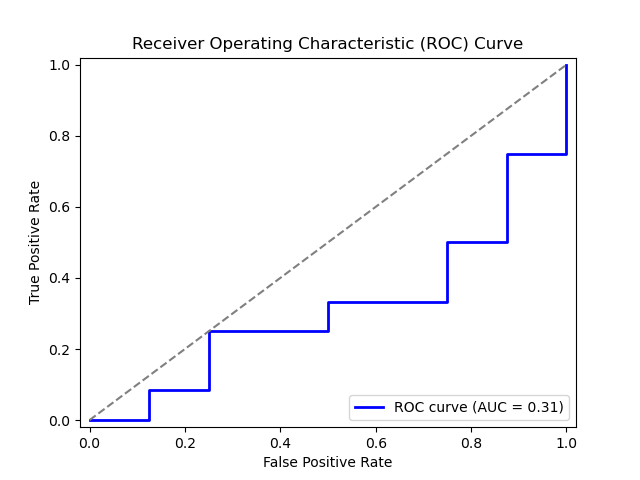 Receiver Operating Characteristic (ROC) Curve
True Positive Rate
1.0
0.8
0.6
0.4
0.2
0.0
ROC curve (AUC = 0.31)
0.0 0.2 0.4 0.6 0.8 1.0
False Positive Rate